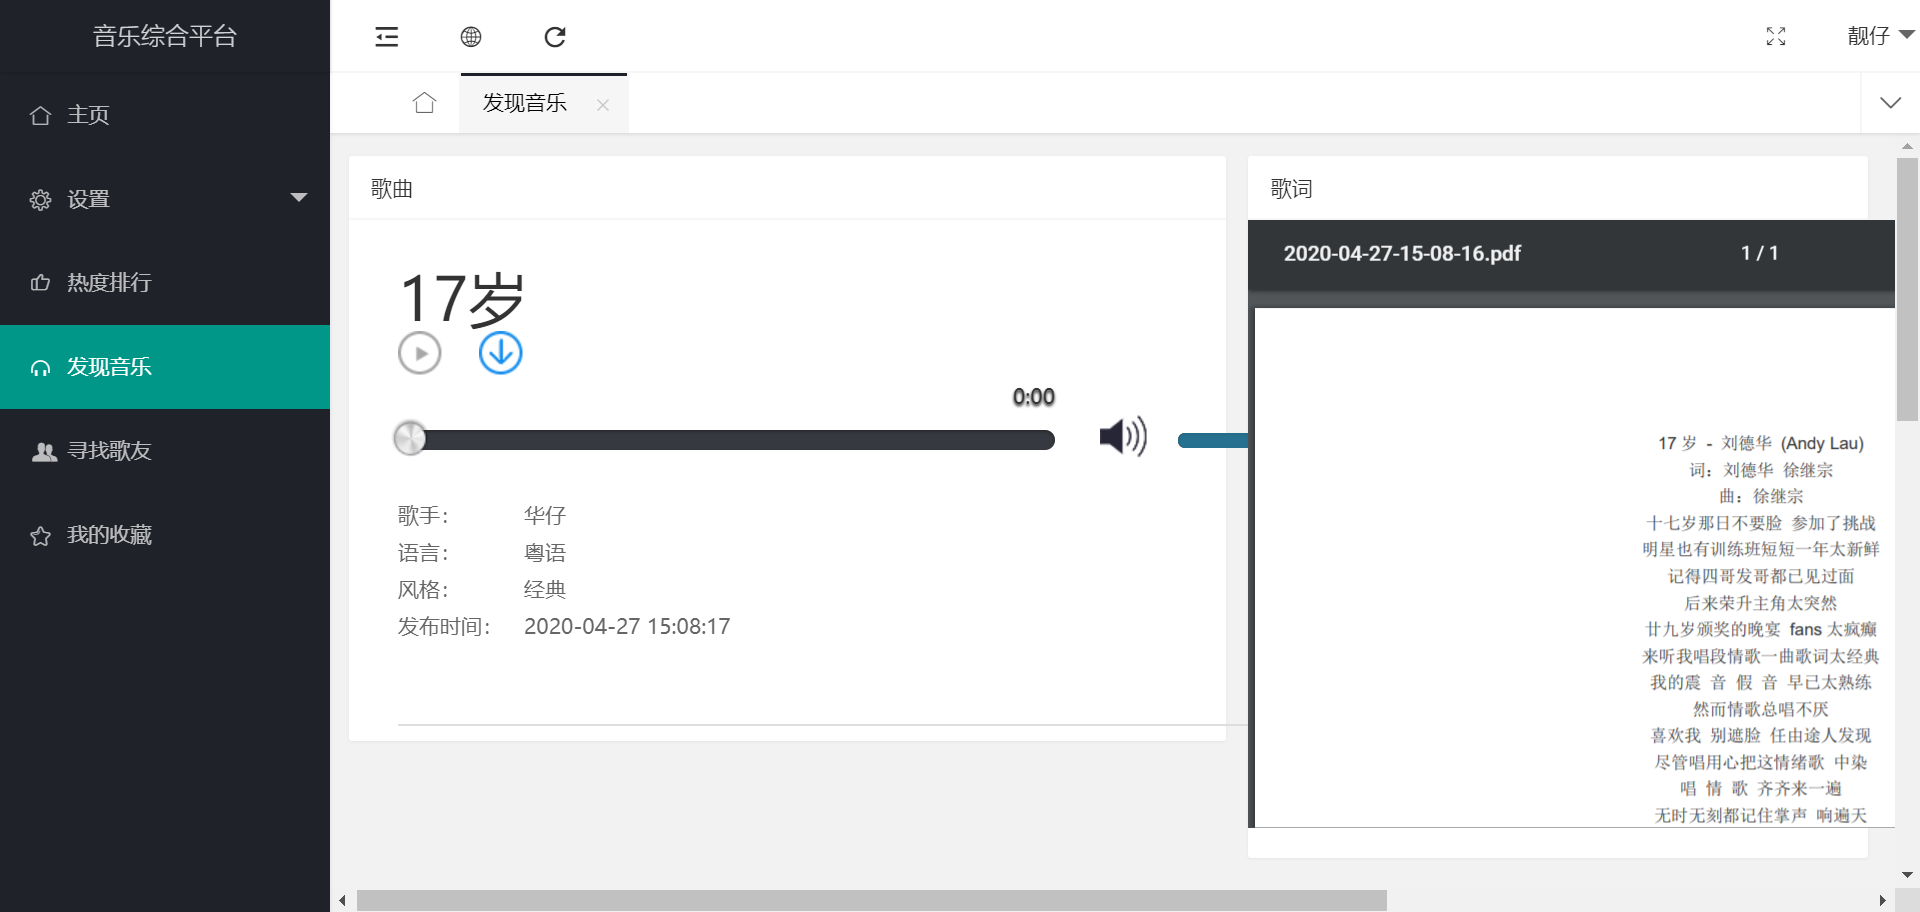 音乐综合平台
靓仔
主页
设置
热度排行
发现音乐
寻找歌友
我的收藏
发现音乐
歌曲
17岁
0:00
歌手： 华仔
语言： 粤语
风格： 经典
发布时间： 2020-04-27 15:08:17
歌词
2020-04-27-15-08-16.pdf 1 / 1
17 岁 - 刘德华 (Andy Lau)
词：刘德华 徐继宗
曲：徐继宗
十七岁那日不要脸 参加了挑战
明星也有训练班短短一年太新鲜
记得四哥发哥都已见过面
后来荣升主角太突然
廿九岁颁奖的晚宴 fans 太疯癫
来听我唱段情歌一曲歌词太经典
我的震 音 假 音 早已太熟练
然而情歌总唱不厌
喜欢我 别遮脸 任由途人发现
尽管唱用心把这情绪歌 中染
唱 情 歌 齐齐来一遍
无时无刻都记住掌声 响遍天